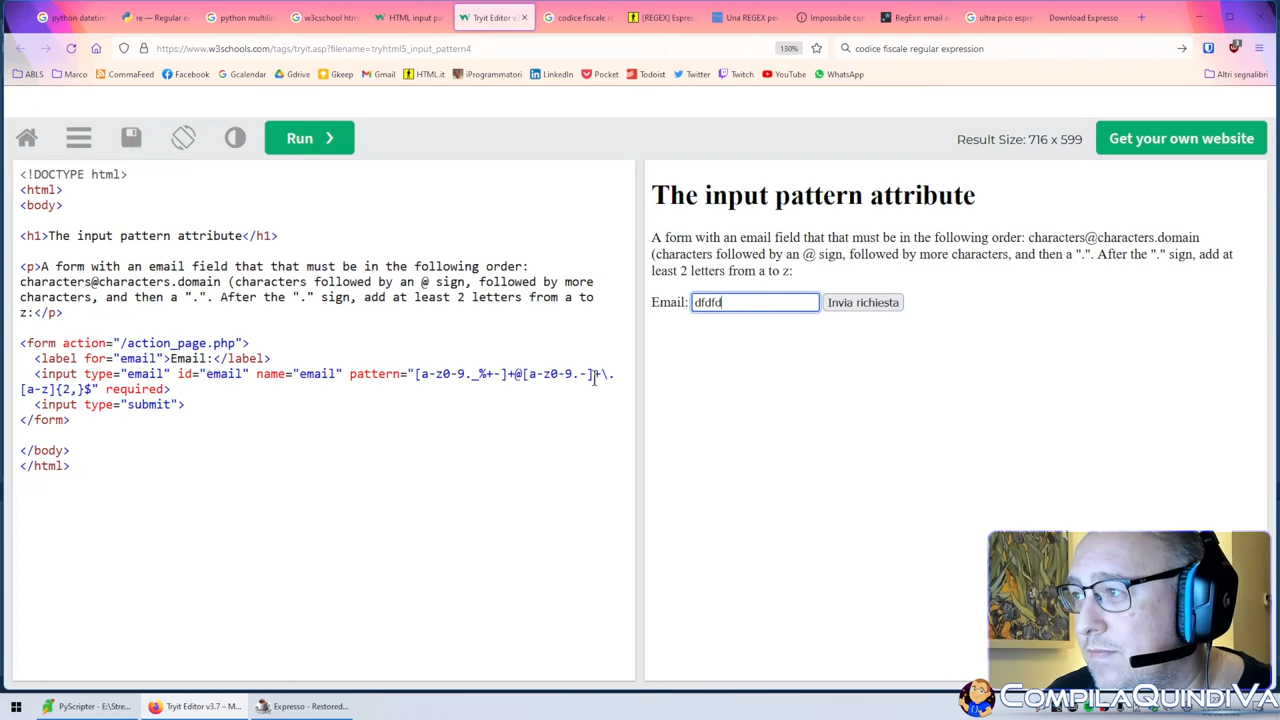 python datetim
re — Regular e
python multilin
w3cschool htm
HTML input pa
Tryit Editor v3
codice fiscale re
[REGEX] Espres
Una REGEX per
Impossibile con
RegExr: email a
ultra pico espre
Download Expresso
https://www.w3schools.com/tags/tryit.asp?filename=tryhtml5_input_pattern4
130%
codice fiscale regular expression
ABLS
Marco
CommaFeed
Facebook
Gcalendar
Gdrive
Gkeep
Gmail
HTML.it
iProgrammatori
LinkedIn
Pocket
Todoist
Twitter
Twitch
YouTube
WhatsApp
Altri segnalibri
Run ❯
Result Size: 716 x 599
Get your own website
<!DOCTYPE html>
<html>
<body>
<h1>The input pattern attribute</h1>
<p>A form with an email field that that must be in the following order:
characters@characters.domain (characters followed by an @ sign, followed by more
characters, and then a ".". After the "." sign, add at least 2 letters from a to
z:</p>
<form action="/action_page.php">
<label for="email">Email:</label>
<input type="email" id="email" name="email" pattern="[a-z0-9._%+-]+@[a-z0-9.-]+\.
[a-z]{2,}$" required>
<input type="submit">
</form>
</body>
</html>
The input pattern attribute
A form with an email field that that must be in the following order: characters@characters.domain
(characters followed by an @ sign, followed by more characters, and then a ".". After the "." sign, add at
least 2 letters from a to z:
Email: dfdfd Invia richiesta
COMPILAQUINDIVA
PyScripter - E:\Stre...
Tryit Editor v3.7 – M...
Expresso - Restored...